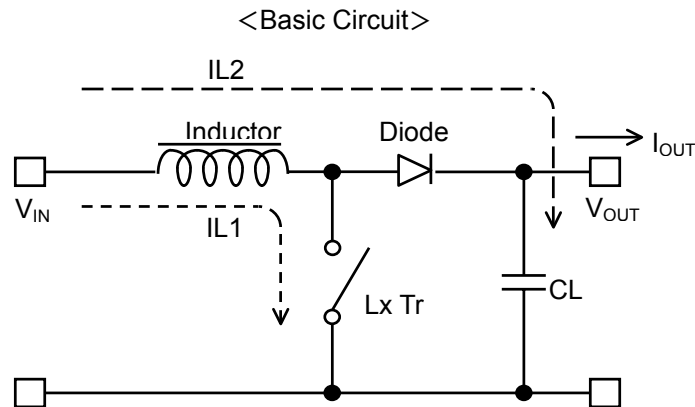 ＜Basic Circuit＞
IL2
Inductor
Diode
I_OUT
V_IN
IL1
V_OUT
Lx Tr
CL